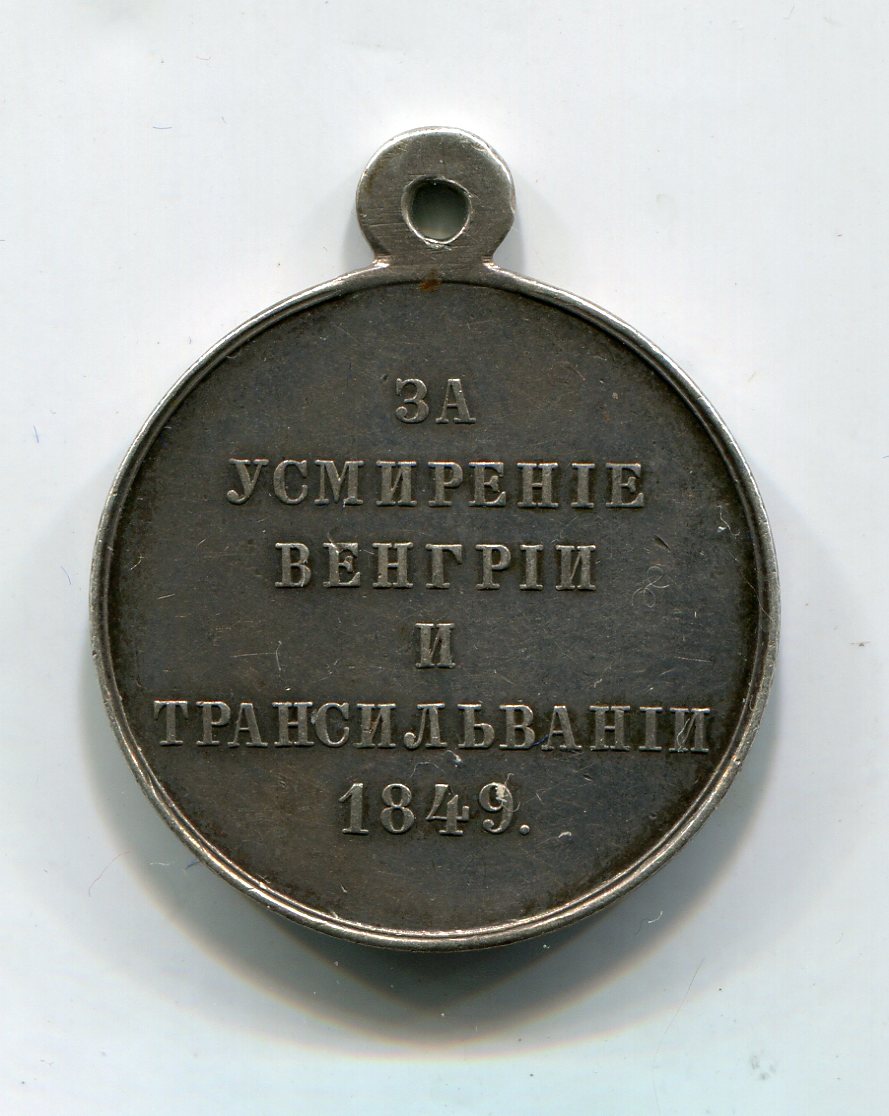 ЗА
УСМИРЕНІЕ
ВЕНГРІИ
И
ТРАНСИЛЬВАНІИ
1849.